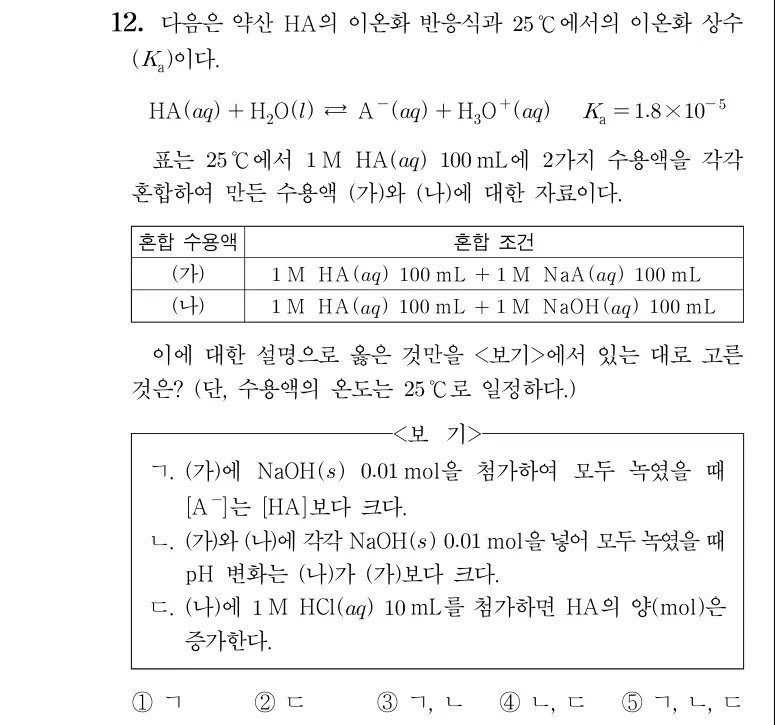 12. 다음은 약산 HA의 이온화 반응식과 25℃에서의 이온화 상수
(Kₐ)이다.
HA(aq) + H₂O(l) ⇄ A⁻(aq) + H₃O⁺(aq) Kₐ = 1.8×10⁻⁵
표는 25℃에서 1 M HA(aq) 100 mL에 2가지 수용액을 각각
혼합하여 만든 수용액 (가)와 (나)에 대한 자료이다.
혼합 수용액 혼합 조건
(가) 1 M HA(aq) 100 mL + 1 M NaA(aq) 100 mL
(나) 1 M HA(aq) 100 mL + 1 M NaOH(aq) 100 mL
이에 대한 설명으로 옳은 것만을 <보기>에서 있는 대로 고른
것은? (단, 수용액의 온도는 25℃로 일정하다.)
<보 기>
ㄱ. (가)에 NaOH(s) 0.01 mol을 첨가하여 모두 녹였을 때
[A⁻]는 [HA]보다 크다.
ㄴ. (가)와 (나)에 각각 NaOH(s) 0.01 mol을 넣어 모두 녹였을 때
pH 변화는 (나)가 (가)보다 크다.
ㄷ. (나)에 1 M HCl(aq) 10 mL를 첨가하면 HA의 양(mol)은
증가한다.
① ㄱ ② ㄷ ③ ㄱ, ㄴ ④ ㄴ, ㄷ ⑤ ㄱ, ㄴ, ㄷ